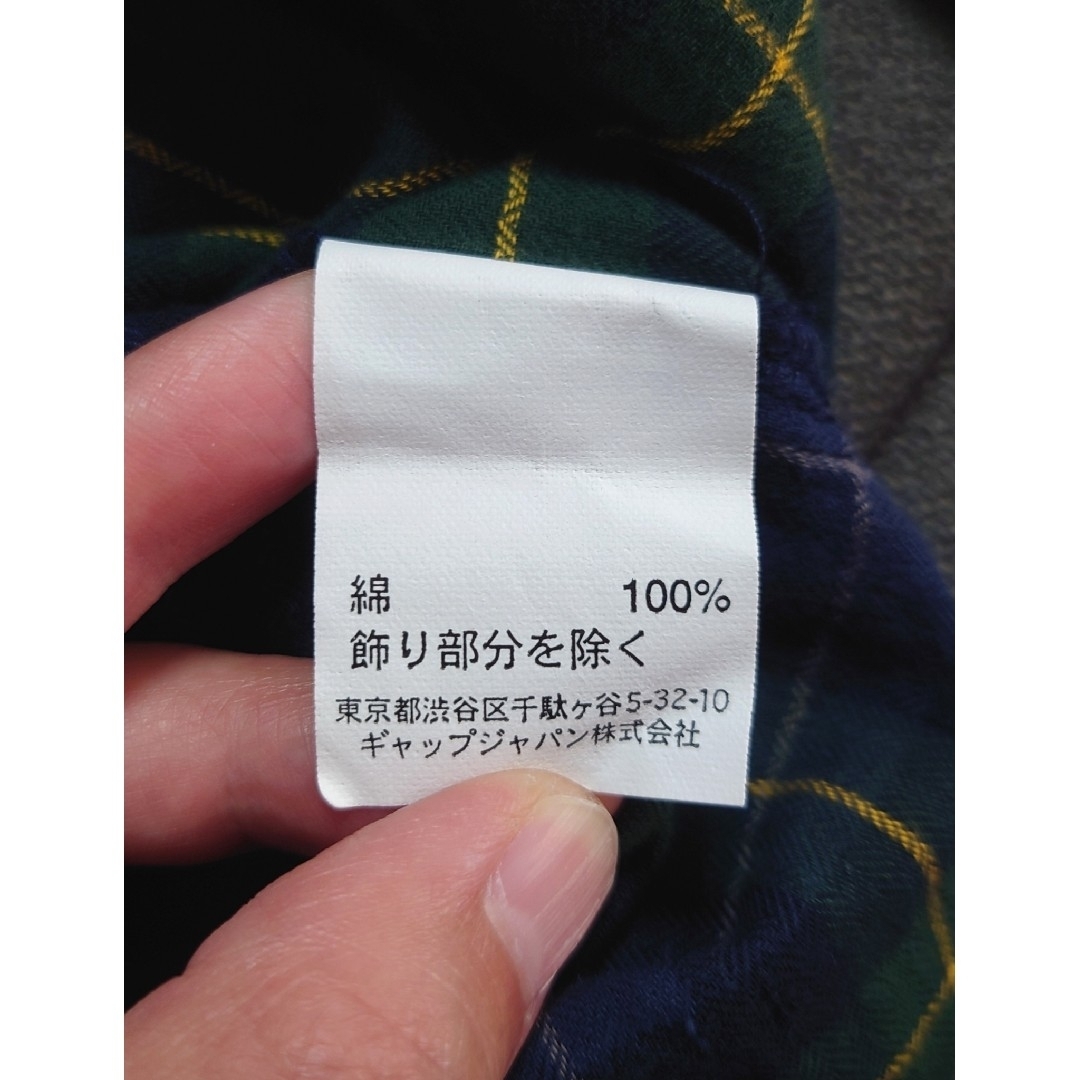 綿 100%
飾り部分を除く
東京都渋谷区千駄ヶ谷5-32-10
ギャップジャパン株式会社